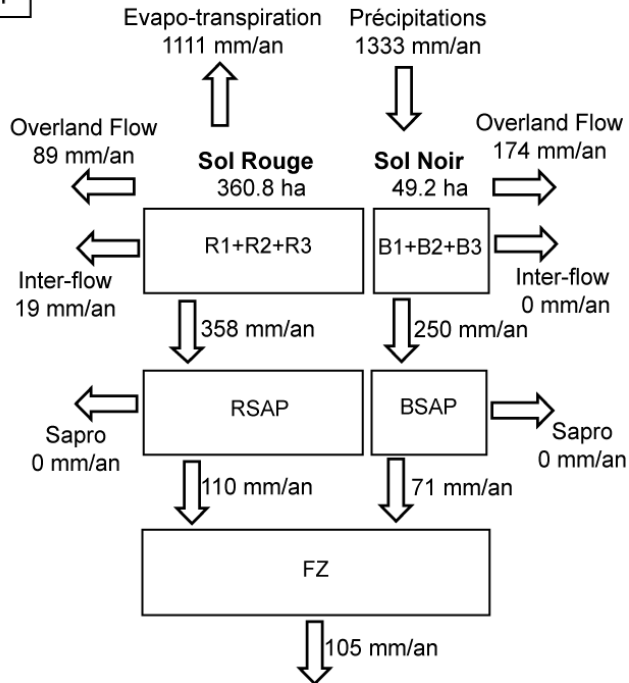 Evapo-transpiration
1111 mm/an
Précipitations
1333 mm/an
Overland Flow
89 mm/an
Sol Rouge
360.8 ha
Sol Noir
49.2 ha
Overland Flow
174 mm/an
R1+R2+R3
B1+B2+B3
Inter-flow
19 mm/an
Inter-flow
0 mm/an
358 mm/an
250 mm/an
RSAP
BSAP
Sapro
0 mm/an
Sapro
0 mm/an
110 mm/an
71 mm/an
FZ
105 mm/an